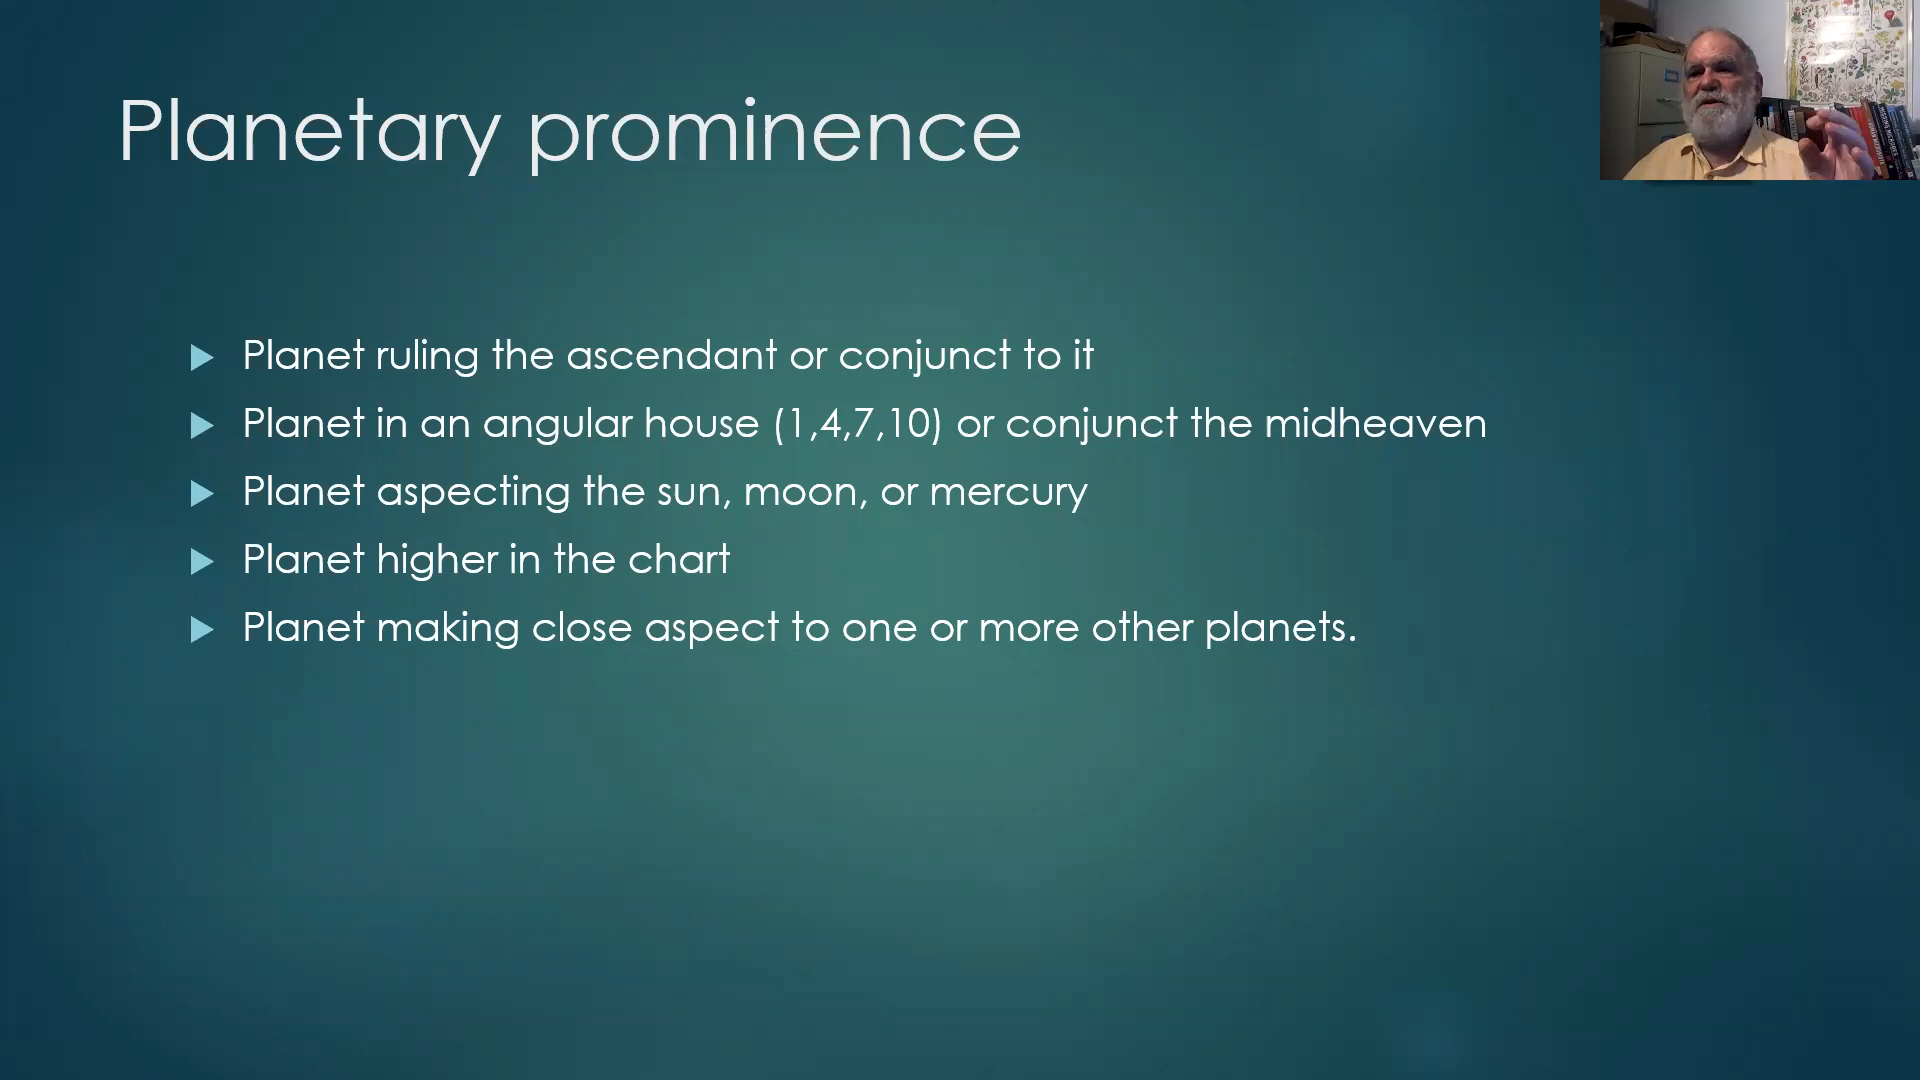 Planetary prominence
Planet ruling the ascendant or conjunct to it
Planet in an angular house (1,4,7,10) or conjunct the midheaven
Planet aspecting the sun, moon, or mercury
Planet higher in the chart
Planet making close aspect to one or more other planets.